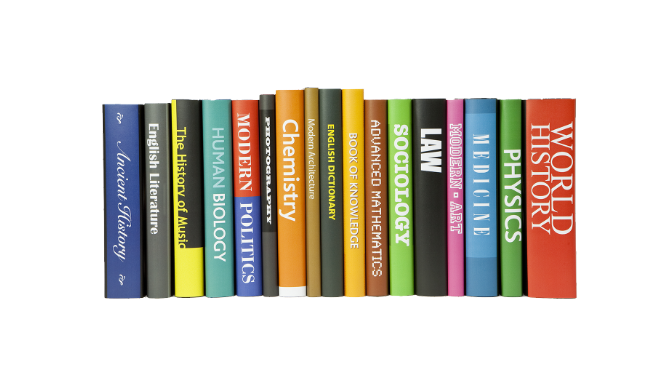 Ancient History
English Literature
The History of Music
HUMAN BIOLOGY
MODERN POLITICS
PHOTOGRAPHY
Chemistry
Modern Architecture
ENGLISH DICTIONARY
BOOK OF KNOWLEDGE
ADVANCED MATHEMATICS
SOCIOLOGY
LAW
MODERN • ART
MEDICINE
PHYSICS
WORLD
HISTORY